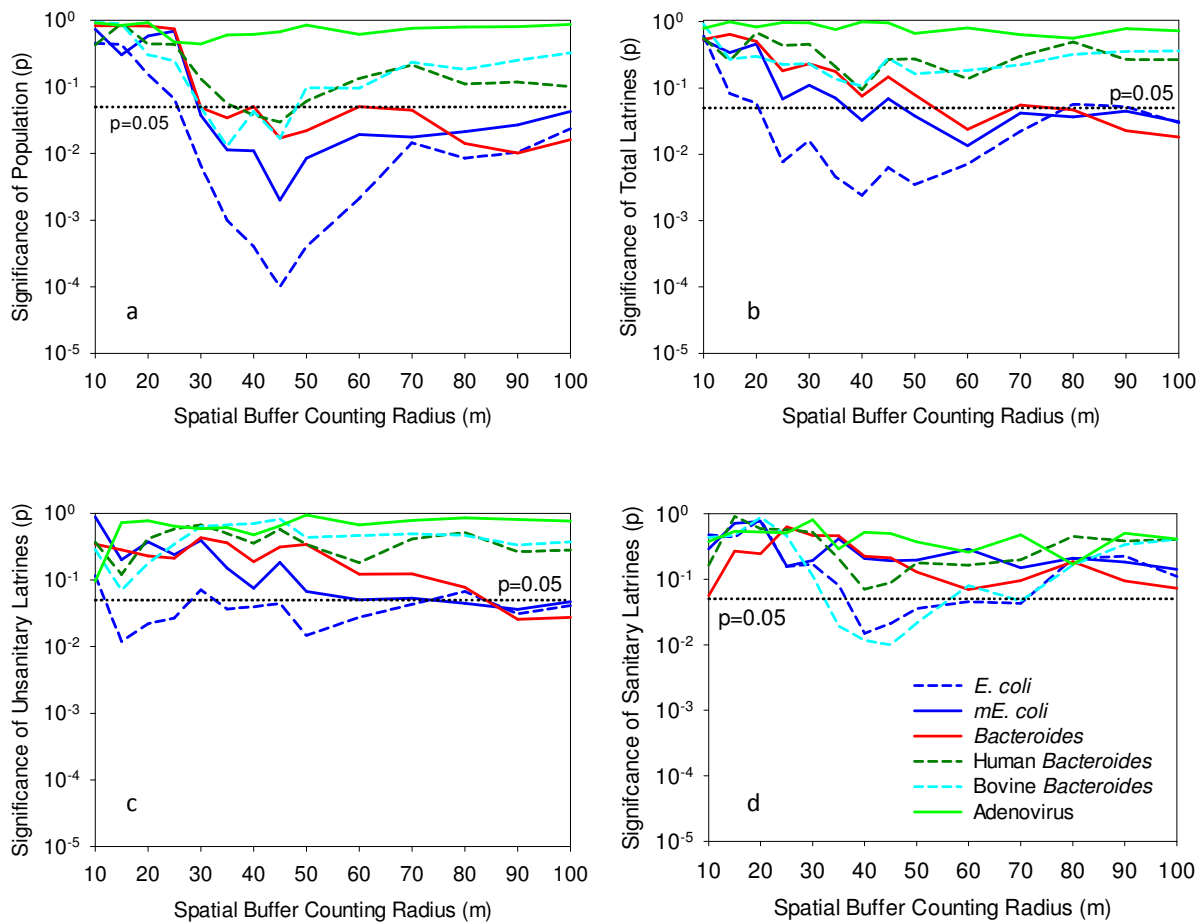 Significance of Population (p)
10⁰
10⁻¹
10⁻²
10⁻³
10⁻⁴
10⁻⁵
p=0.05
a
10 20 30 40 50 60 70 80 90 100
Spatial Buffer Counting Radius (m)
Significance of Total Latrines (p)
10⁰
10⁻¹
10⁻²
10⁻³
10⁻⁴
10⁻⁵
p=0.05
b
10 20 30 40 50 60 70 80 90 100
Spatial Buffer Counting Radius (m)
Significance of Unsanitary Latrines (p)
10⁰
10⁻¹
10⁻²
10⁻³
10⁻⁴
10⁻⁵
p=0.05
c
10 20 30 40 50 60 70 80 90 100
Spatial Buffer Counting Radius (m)
Signifcance of Sanitary Latrines (p)
10⁰
10⁻¹
10⁻²
10⁻³
10⁻⁴
10⁻⁵
p=0.05
d
E. coli
mE. coli
Bacteroides
Human Bacteroides
Bovine Bacteroides
Adenovirus
10 20 30 40 50 60 70 80 90 100
Spatial Buffer Counting Radius (m)